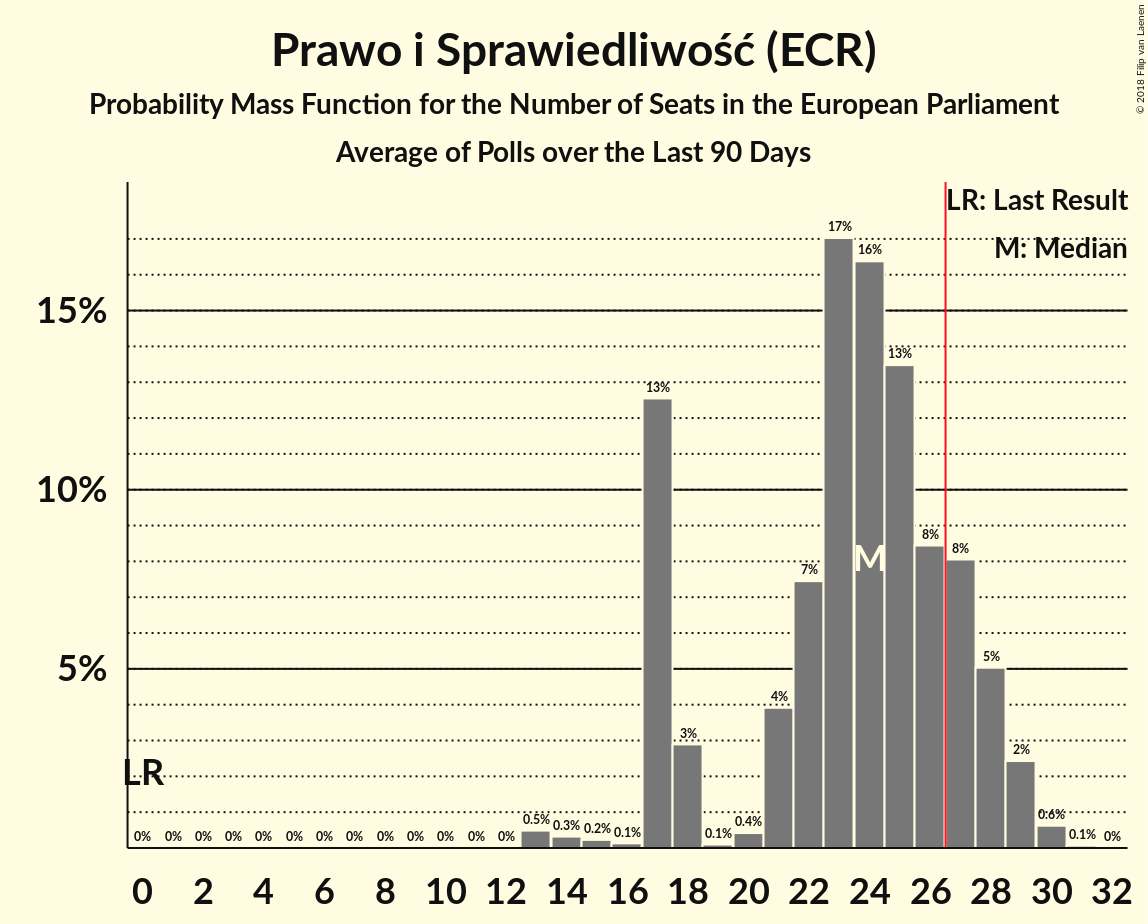 Prawo i Sprawiedliwość (ECR)
Probability Mass Function for the Number of Seats in the European Parliament
Average of Polls over the Last 90 Days
© 2018 Filip van Laenen
LR: Last Result
M: Median
17%
16%
15%
13%
13%
10%
8%
8%
M
7%
5%
5%
4%
3%
2%
LR
0% 0% 0% 0% 0% 0% 0% 0% 0% 0% 0% 0% 0% 0.5% 0.3% 0.2% 0.1% 0.1% 0.4% 0.6% 0.1% 0%
0 2 4 6 8 10 12 14 16 18 20 22 24 26 28 30 32